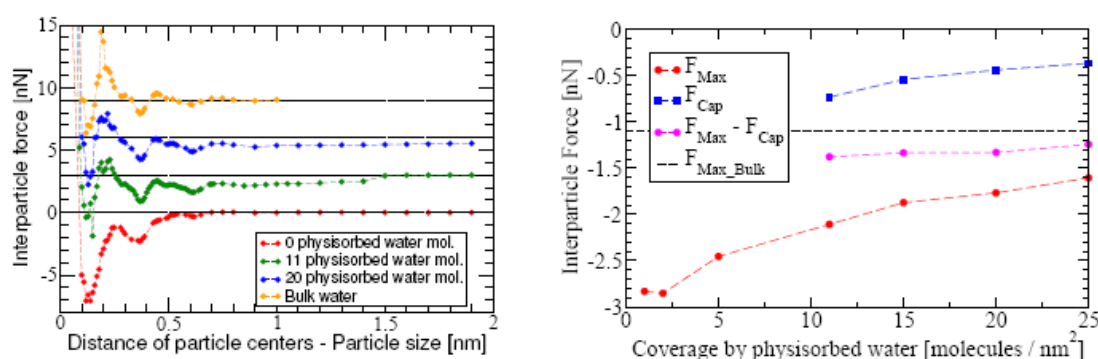 15
10
5
0
-5
0
0.5
1
1.5
2
Interparticle force [nN]
Distance of particle centers - Particle size [nm]
0 physisorbed water mol.
11 physisorbed water mol.
20 physisorbed water mol.
Bulk water
0
-0.5
-1
-1.5
-2
-2.5
-3
0
5
10
15
20
25
Interparticle Force [nN]
Coverage by physisorbed water [molecules / nm²]
F_Max
F_Cap
F_Max - F_Cap
F_Max_Bulk